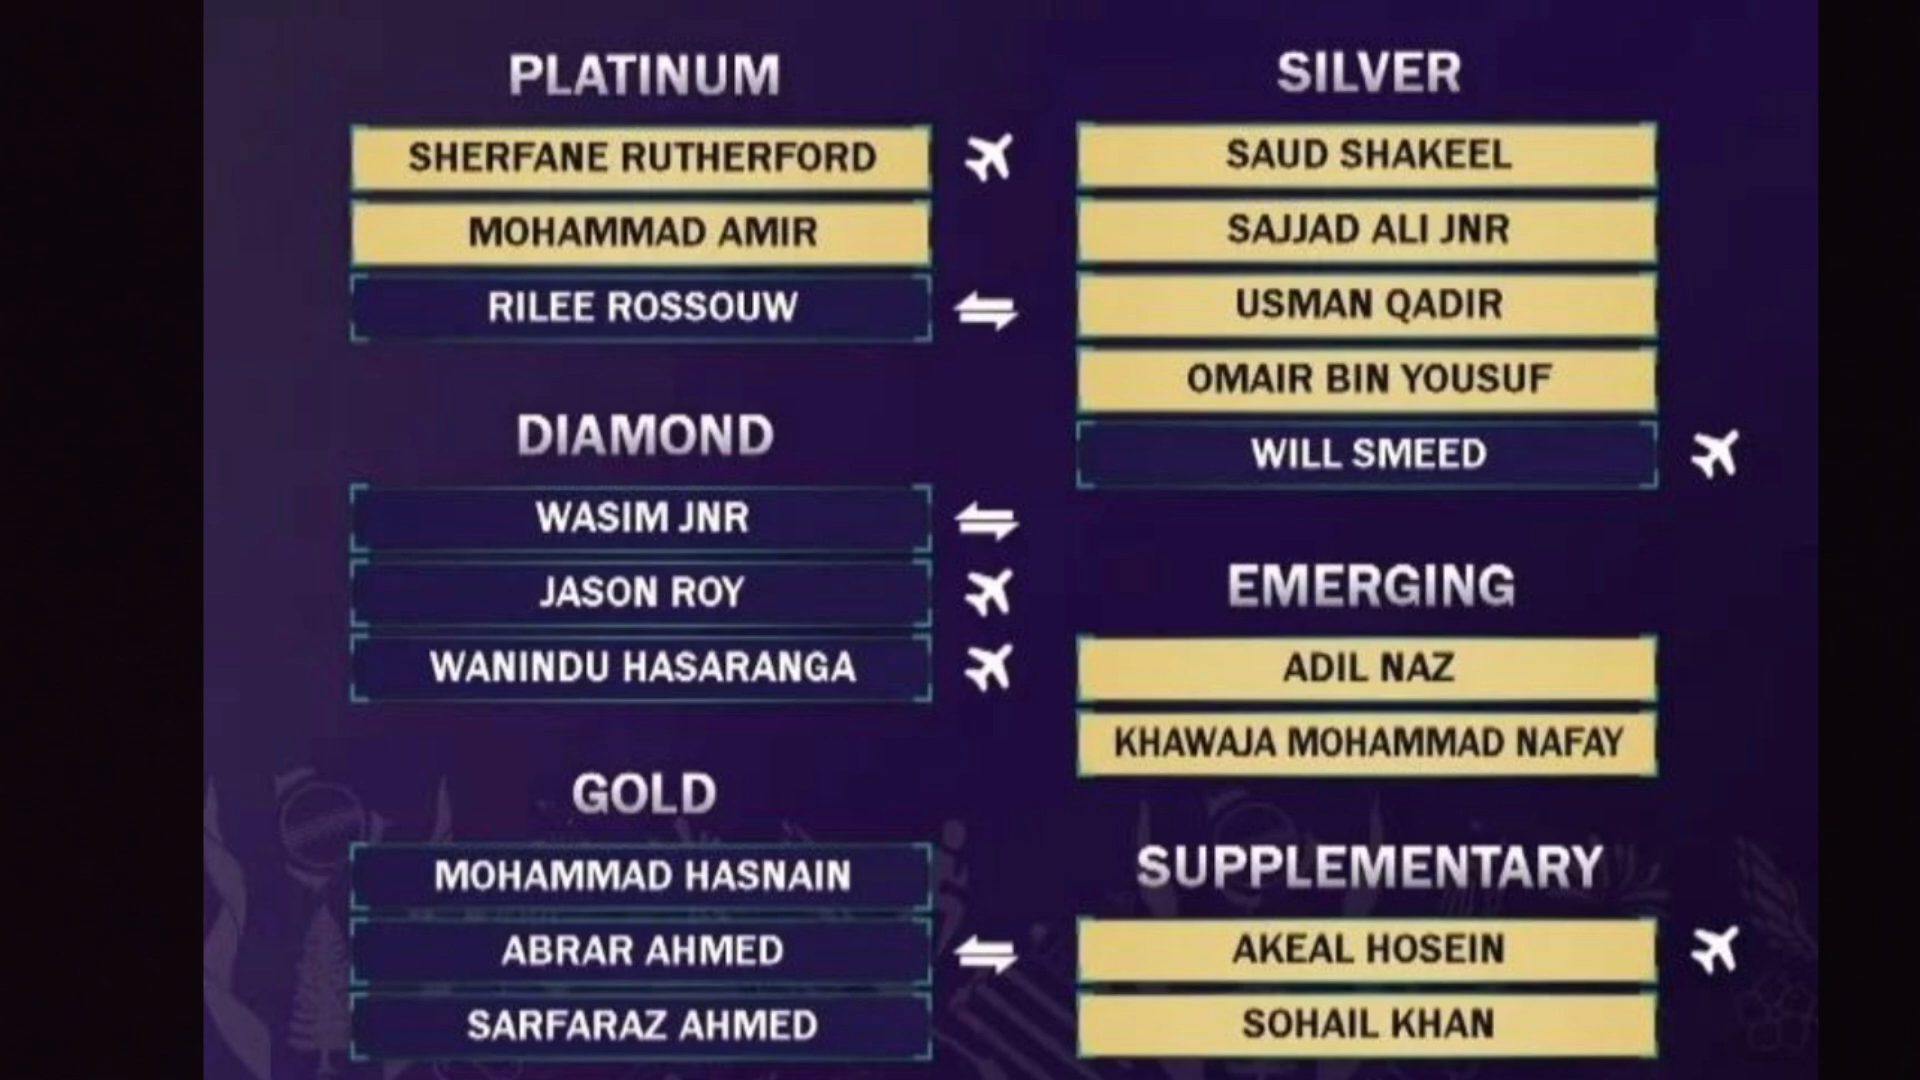 PLATINUM
SHERFANE RUTHERFORD
MOHAMMAD AMIR
RILEE ROSSOUW
DIAMOND
WASIM JNR
JASON ROY
WANINDU HASARANGA
GOLD
MOHAMMAD HASNAIN
ABRAR AHMED
SARFARAZ AHMED
SILVER
SAUD SHAKEEL
SAJJAD ALI JNR
USMAN QADIR
OMAIR BIN YOUSUF
WILL SMEED
EMERGING
ADIL NAZ
KHAWAJA MOHAMMAD NAFAY
SUPPLEMENTARY
AKEAL HOSEIN
SOHAIL KHAN